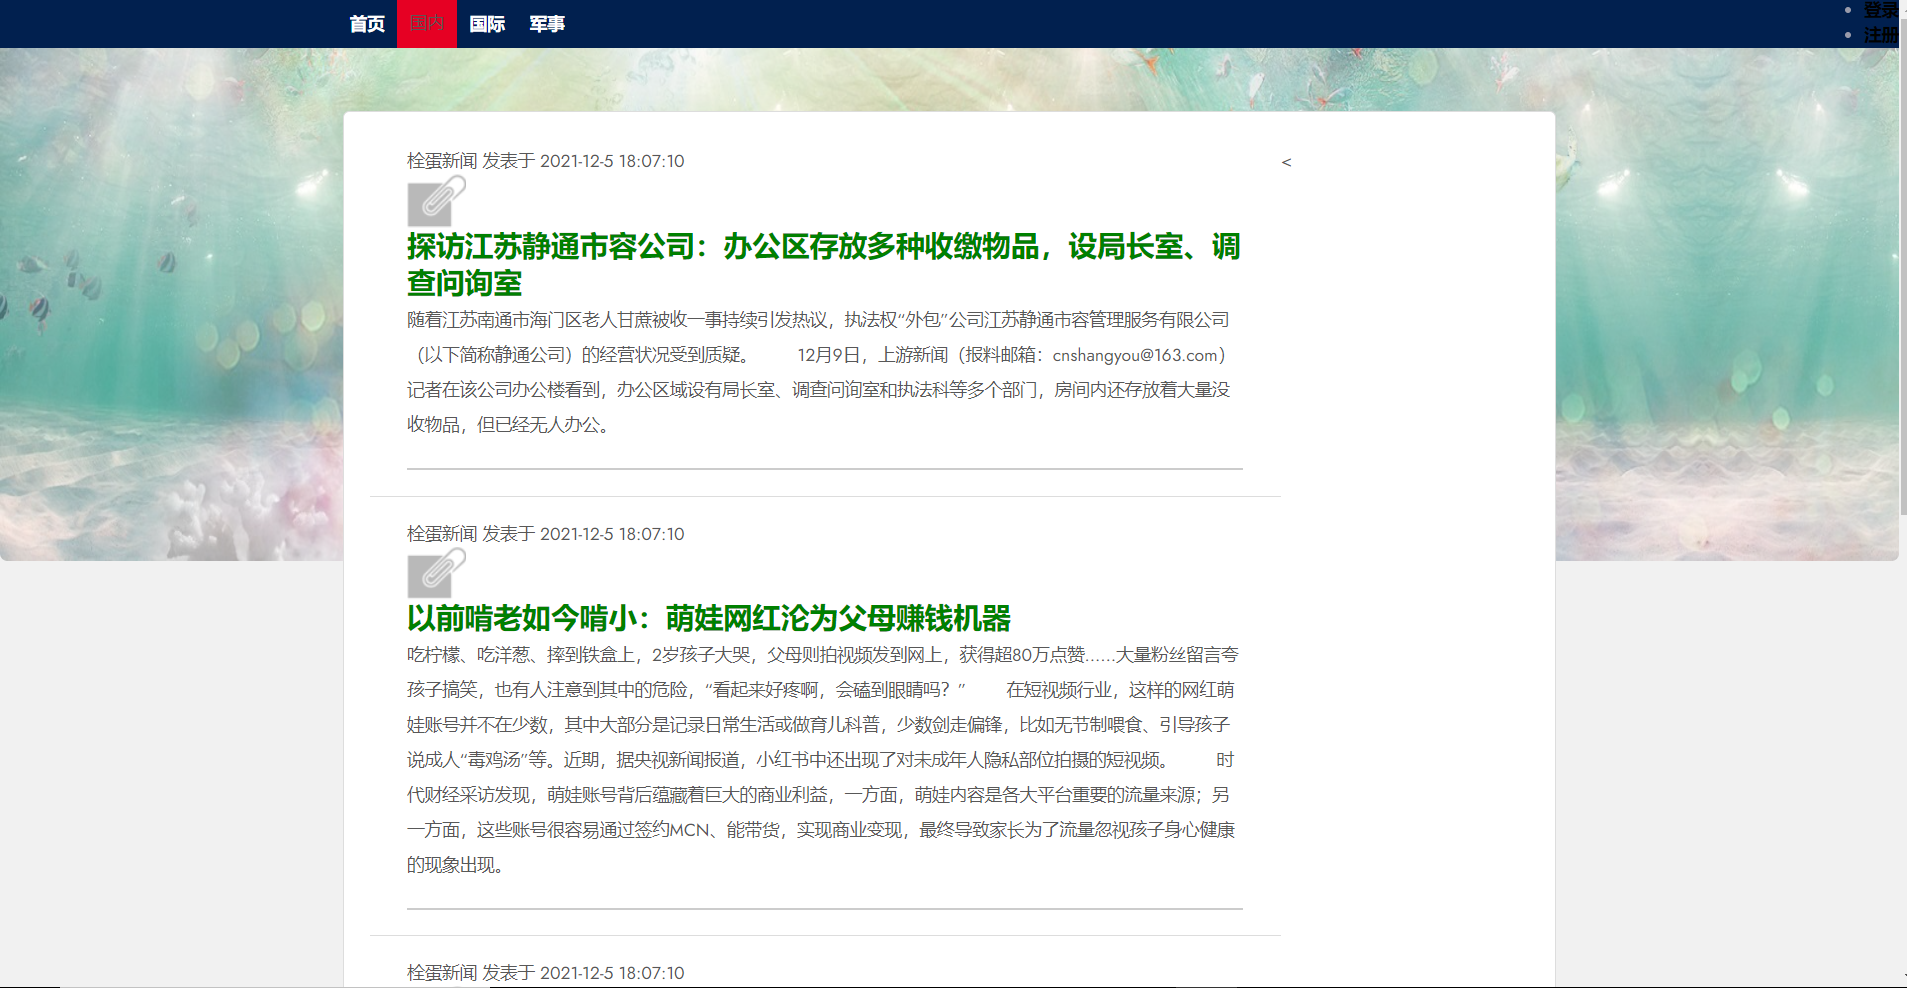 首页 国内 国际 军事
登录
注册
栓蛋新闻 发表于 2021-12-5 18:07:10
<
探访江苏静通市容公司：办公区存放多种收缴物品，设局长室、调
查问询室
随着江苏南通市海门区老人甘蔗被收一事持续引发热议，执法权“外包”公司江苏静通市容管理服务有限公司
（以下简称静通公司）的经营状况受到质疑。 12月9日，上游新闻（报料邮箱：cnshangyou@163.com）
记者在该公司办公楼看到，办公区域设有局长室、调查问询室和执法科等多个部门，房间内还存放着大量没
收物品，但已经无人办公。
栓蛋新闻 发表于 2021-12-5 18:07:10
以前啃老如今啃小：萌娃网红沦为父母赚钱机器
吃柠檬、吃洋葱、摔到铁盒上，2岁孩子大哭，父母则拍视频发到网上，获得超80万点赞……大量粉丝留言夸
孩子搞笑，也有人注意到其中的危险，“看起来好疼啊，会磕到眼睛吗？” 在短视频行业，这样的网红萌
娃账号并不在少数，其中大部分是记录日常生活或做育儿科普，少数剑走偏锋，比如无节制喂食、引导孩子
说成人“毒鸡汤”等。近期，据央视新闻报道，小红书中还出现了对未成年人隐私部位拍摄的短视频。 时
代财经采访发现，萌娃账号背后蕴藏着巨大的商业利益，一方面，萌娃内容是各大平台重要的流量来源；另
一方面，这些账号很容易通过签约MCN、能带货，实现商业变现，最终导致家长为了流量忽视孩子身心健康
的现象出现。
栓蛋新闻 发表于 2021-12-5 18:07:10